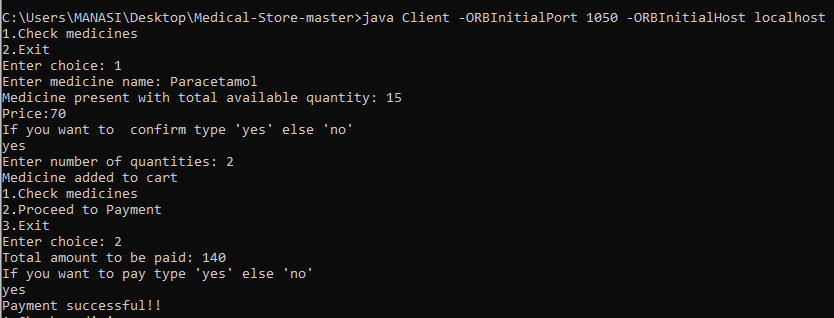 C:\Users\MANASI\Desktop\Medical-Store-master>java Client -ORBInitialPort 1050 -ORBInitialHost localhost
1.Check medicines
2.Exit
Enter choice: 1
Enter medicine name: Paracetamol
Medicine present with total available quantity: 15
Price:70
If you want to  confirm type 'yes' else 'no'
yes
Enter number of quantities: 2
Medicine added to cart
1.Check medicines
2.Proceed to Payment
3.Exit
Enter choice: 2
Total amount to be paid: 140
If you want to pay type 'yes' else 'no'
yes
Payment successful!!